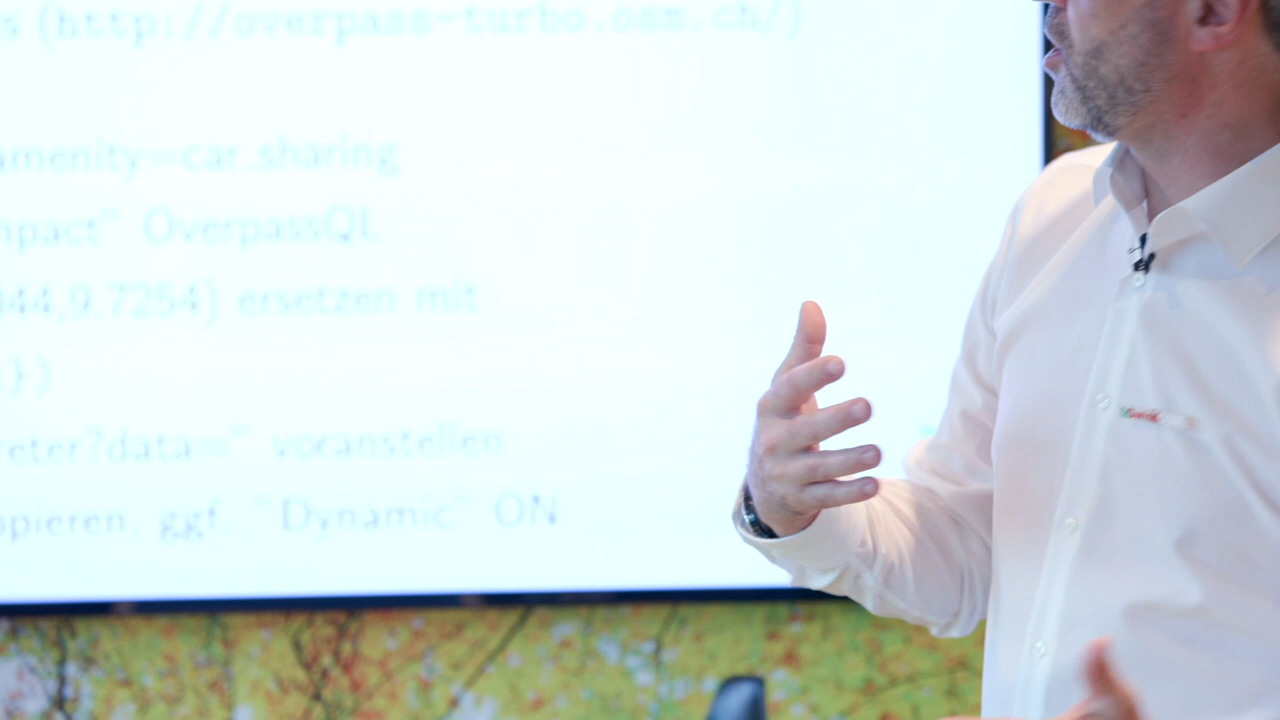 s (http://overpass-turbo.osm.ch/)
amenity=car_sharing
mpact" OverpassQL
944,9.7254) ersetzen mit
})
reter?data=" voranstellen
opieren, ggf. "Dynamic" ON